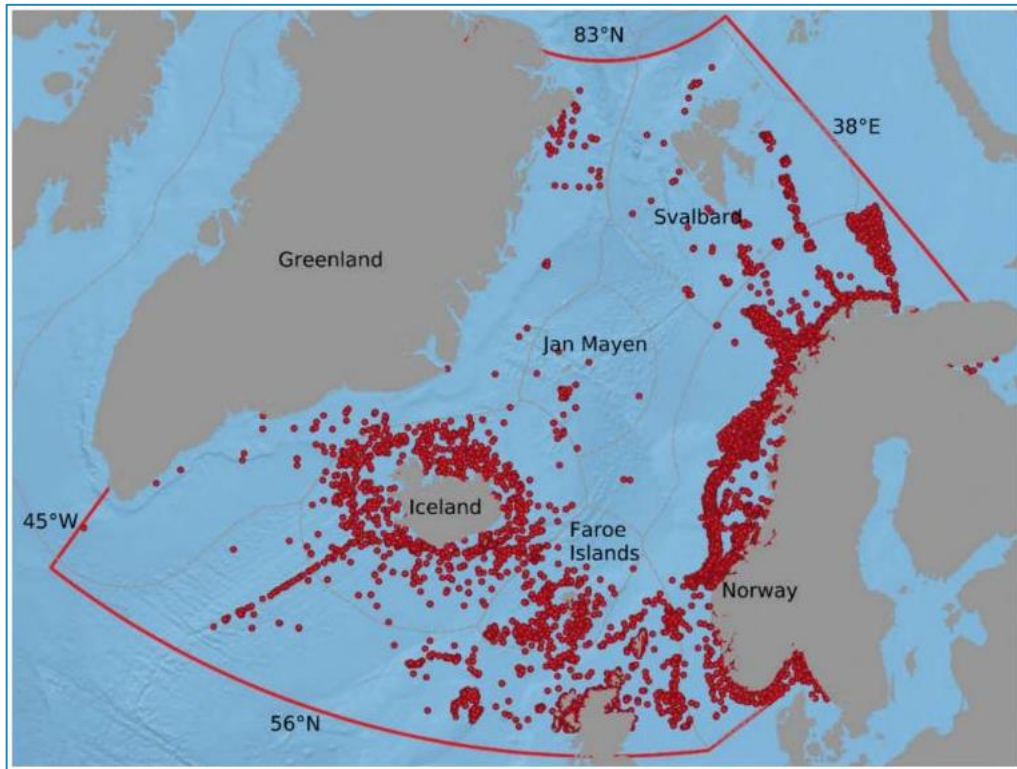 83°N
38°E
Svalbard
Greenland
Jan Mayen
Iceland
45°W
Faroe
Islands
Norway
56°N